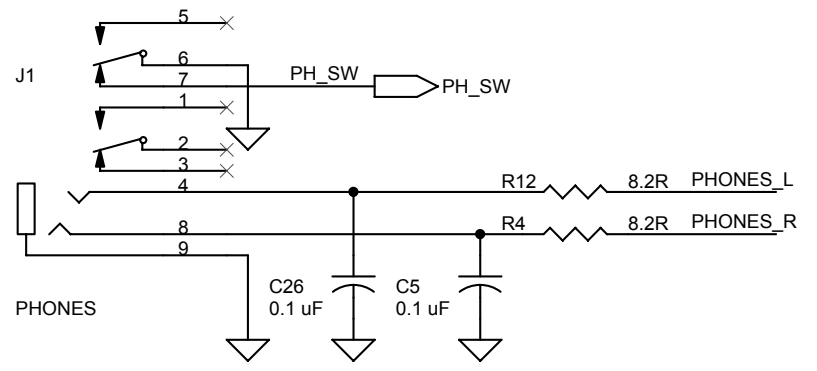 5
6
J1
PH_SW
7
PH_SW
1
2
3
4
R12
8.2R
PHONES_L
8
R4
8.2R
PHONES_R
9
C26
0.1 uF
C5
0.1 uF
PHONES